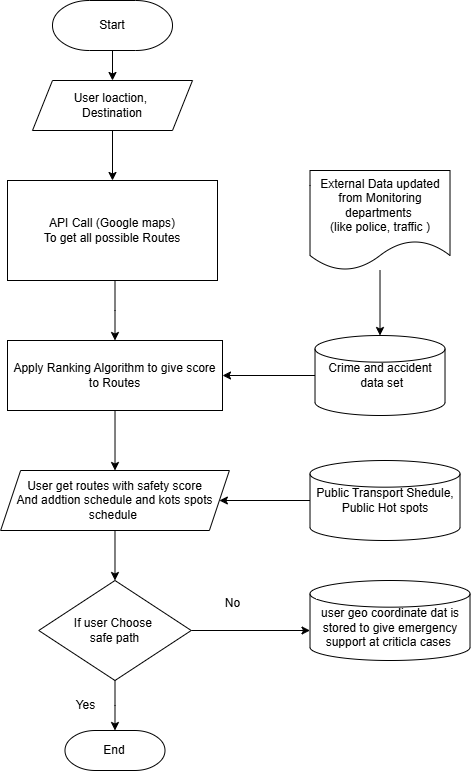 Start
User loaction,
Destination
API Call (Google maps)
To get all possible Routes
External Data updated
from Monitoring
departments
(like police, traffic )
Apply Ranking Algorithm to give score
to Routes
Crime and accident
data set
User get routes with safety score
And addtion schedule and kots spots
schedule
Public Transport Shedule,
Public Hot spots
If user Choose
safe path
No
user geo coordinate dat is
stored to give emergency
support at criticla cases
Yes
End